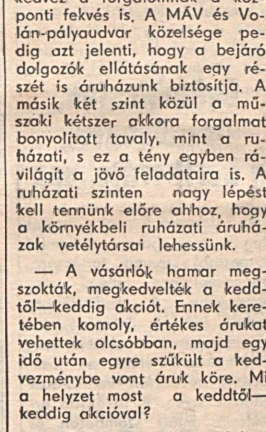 kedvez a forgalomnak a köz-
ponti fekvés is. A MÁV és Vo-
lán-pályaudvar közelsége pe-
dig azt jelenti, hogy a bejáró
dolgozók ellátásának egy ré-
szét is áruházunk biztosítja. A
másik két szint közül a mű-
szaki kétszer akkora forgalmat
bonyolított tavaly, mint a ru-
házati, s ez a tény egyben rá-
világít a jövő feladataira is. A
ruházati szinten nagy lépést
kell tennünk előre ahhoz, hogy
a környékbeli ruházati áruhá-
zak vetélytársai lehessünk.
— A vásárlók hamar meg-
szokták, megkedvelték a kedd-
től—keddig akciót. Ennek kere-
tében komoly, értékes árukat
vehettek olcsóbban, majd egy
idő után egyre szűkült a ked-
vezménybe vont áruk köre. Mi
a helyzet most a keddtől—
keddig akcióval?